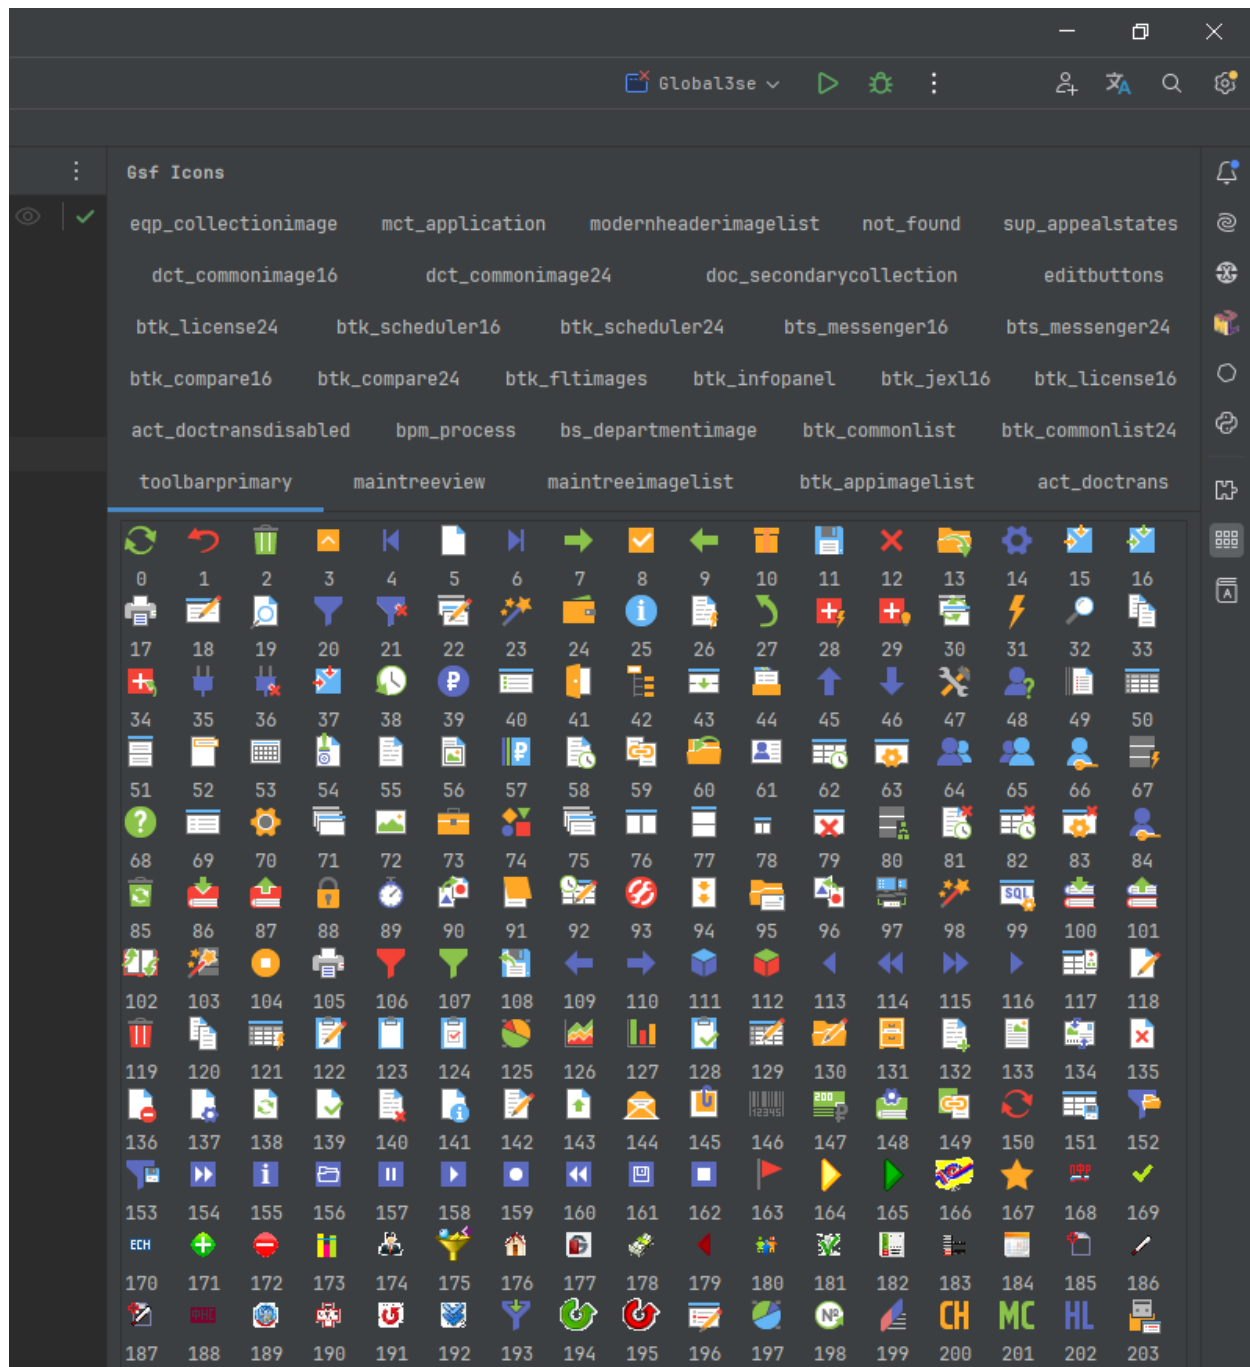 Global3se
Gsf Icons
eqp_collectionimage mct_application modernheaderimagelist not_found sup_appealstates
dct_commonimage16 dct_commonimage24 doc_secondarycollection editbuttons
btk_license24 btk_scheduler16 btk_scheduler24 bts_messenger16 bts_messenger24
btk_compare16 btk_compare24 btk_fltimages btk_infopanel btk_jexl16 btk_license16
act_doctransdisabled bpm_process bs_departmentimage btk_commonlist btk_commonlist24
toolbarprimary maintreeview maintreeimagelist btk_appimagelist act_doctrans
0 1 2 3 4 5 6 7 8 9 10 11 12 13 14 15 16
17 18 19 20 21 22 23 24 25 26 27 28 29 30 31 32 33
34 35 36 37 38 39 40 41 42 43 44 45 46 47 48 49 50
51 52 53 54 55 56 57 58 59 60 61 62 63 64 65 66 67
68 69 70 71 72 73 74 75 76 77 78 79 80 81 82 83 84
SQL
85 86 87 88 89 90 91 92 93 94 95 96 97 98 99 100 101
102 103 104 105 106 107 108 109 110 111 112 113 114 115 116 117 118
119 120 121 122 123 124 125 126 127 128 129 130 131 132 133 134 135
12345 200
136 137 138 139 140 141 142 143 144 145 146 147 148 149 150 151 152
ПФР
153 154 155 156 157 158 159 160 161 162 163 164 165 166 167 168 169
ECH
170 171 172 173 174 175 176 177 178 179 180 181 182 183 184 185 186
ФНС № CH MC HL
187 188 189 190 191 192 193 194 195 196 197 198 199 200 201 202 203